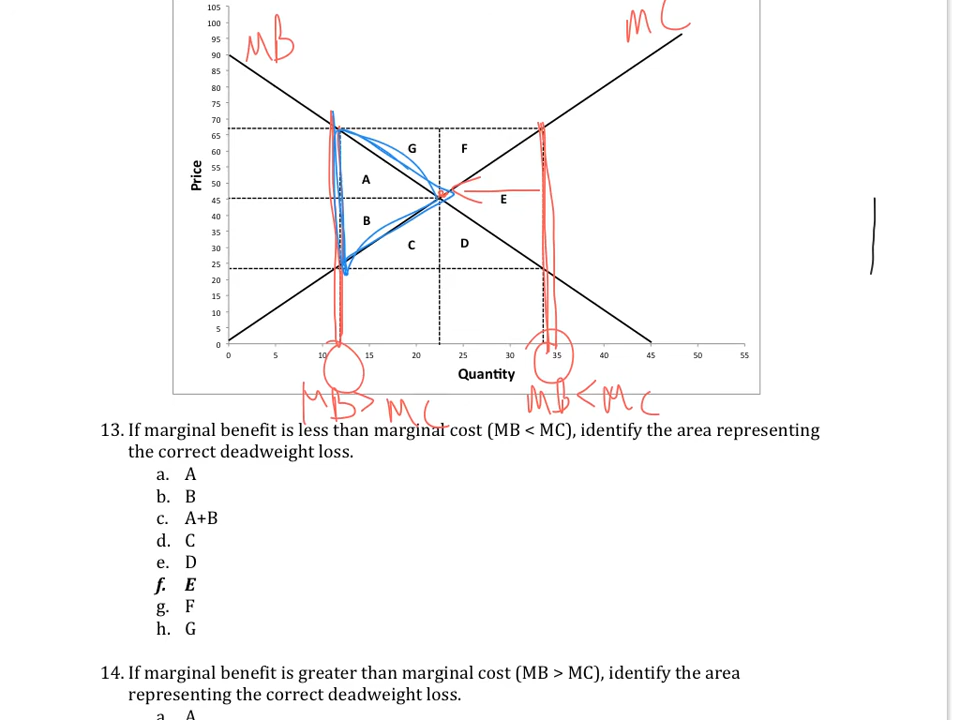 105
100
95
90
85
80
75
70
65
60
55
50
45
40
35
30
25
20
15
10
5
0
Price
MB
MC
G
F
A
E
B
C
D
0 5 10 15 20 25 30 35 40 45 50 55
Quantity
MB > MC
MB < MC
13. If marginal benefit is less than marginal cost (MB < MC), identify the area representing
the correct deadweight loss.
a. A
b. B
c. A+B
d. C
e. D
f. E
g. F
h. G
14. If marginal benefit is greater than marginal cost (MB > MC), identify the area
representing the correct deadweight loss.
a. A